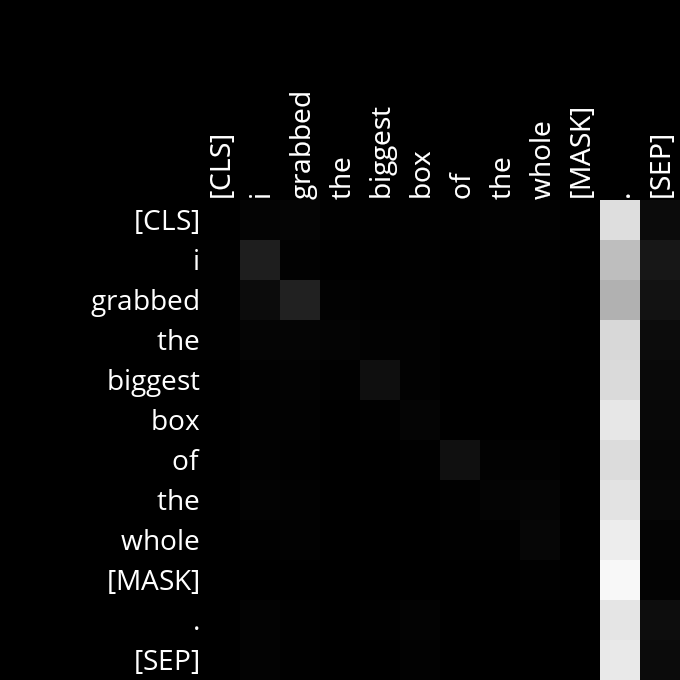 [CLS] i grabbed the biggest box of the whole [MASK] . [SEP]
[CLS]
i
grabbed
the
biggest
box
of
the
whole
[MASK]
.
[SEP]